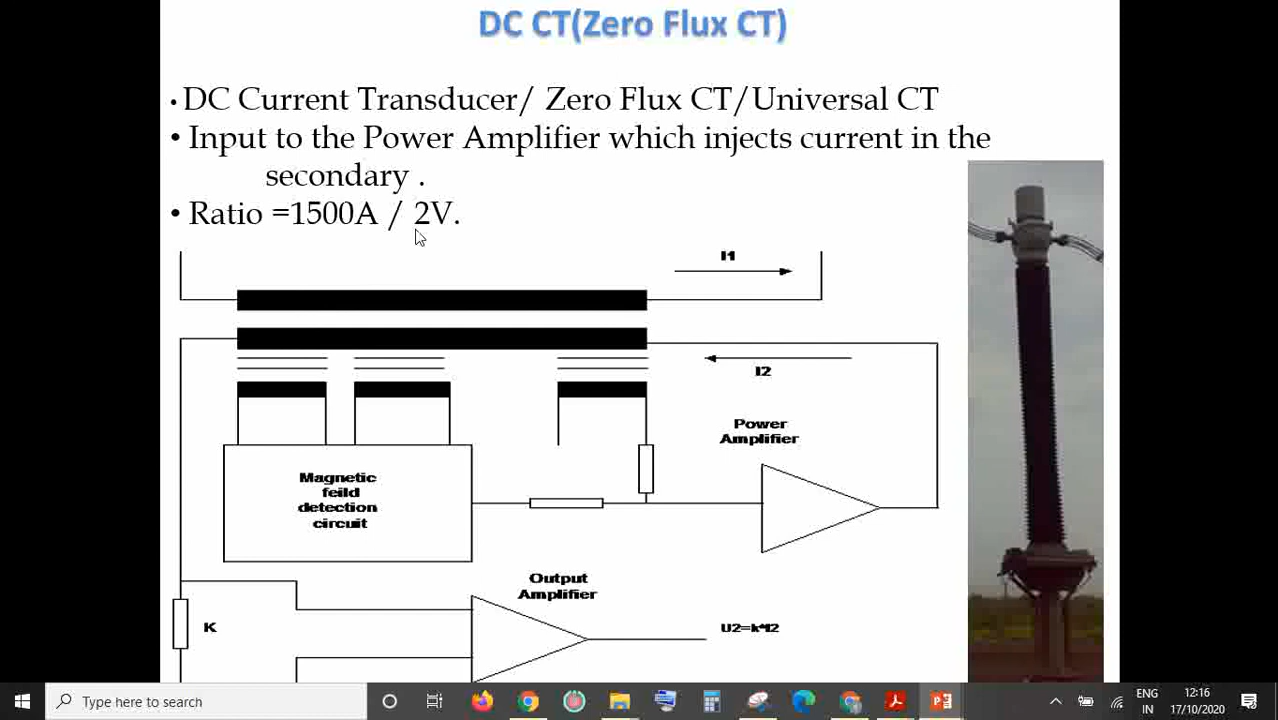 DC CT(Zero Flux CT)
• DC Current Transducer/ Zero Flux CT/Universal CT
• Input to the Power Amplifier which injects current in the
secondary .
• Ratio =1500A / 2V.
I1
I2
Power
Amplifier
Magnetic
feild
detection
circuit
Output
Amplifier
K
U2=k*I2
Type here to search
ENG
IN
12:16
17/10/2020